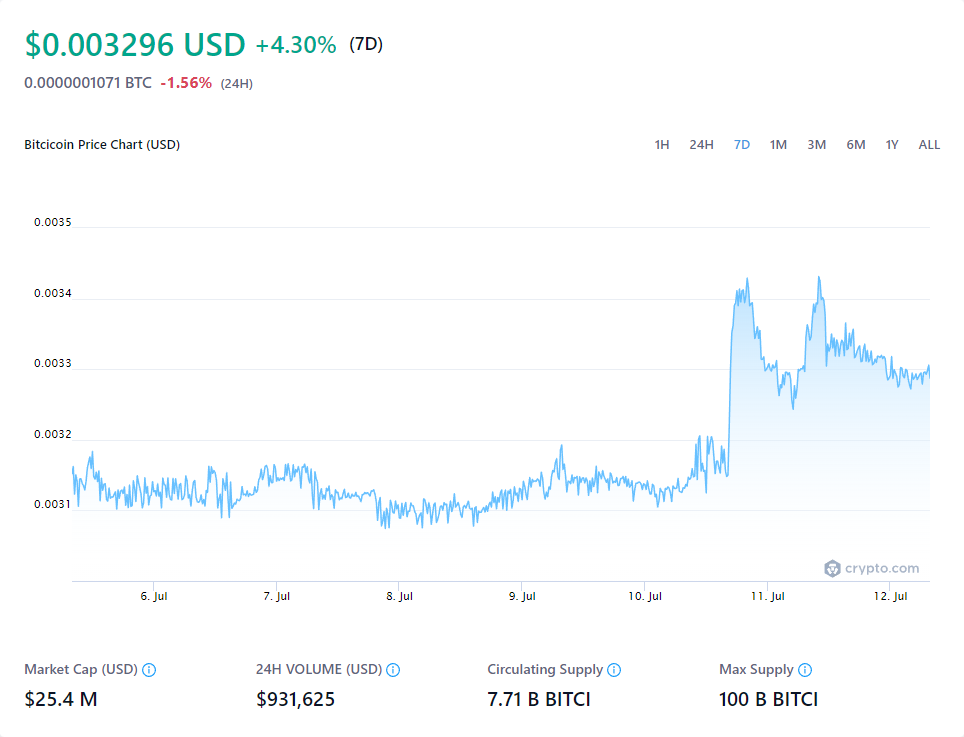 $0.003296 USD +4.30% (7D)
0.0000001071 BTC -1.56% (24H)
Bitcicoin Price Chart (USD) 1H 24H 7D 1M 3M 6M 1Y ALL
0.0035
0.0034
0.0033
0.0032
0.0031
crypto.com
6. Jul 7. Jul 8. Jul 9. Jul 10. Jul 11. Jul 12. Jul
Market Cap (USD) 24H VOLUME (USD) Circulating Supply Max Supply
$25.4 M $931,625 7.71 B BITCI 100 B BITCI